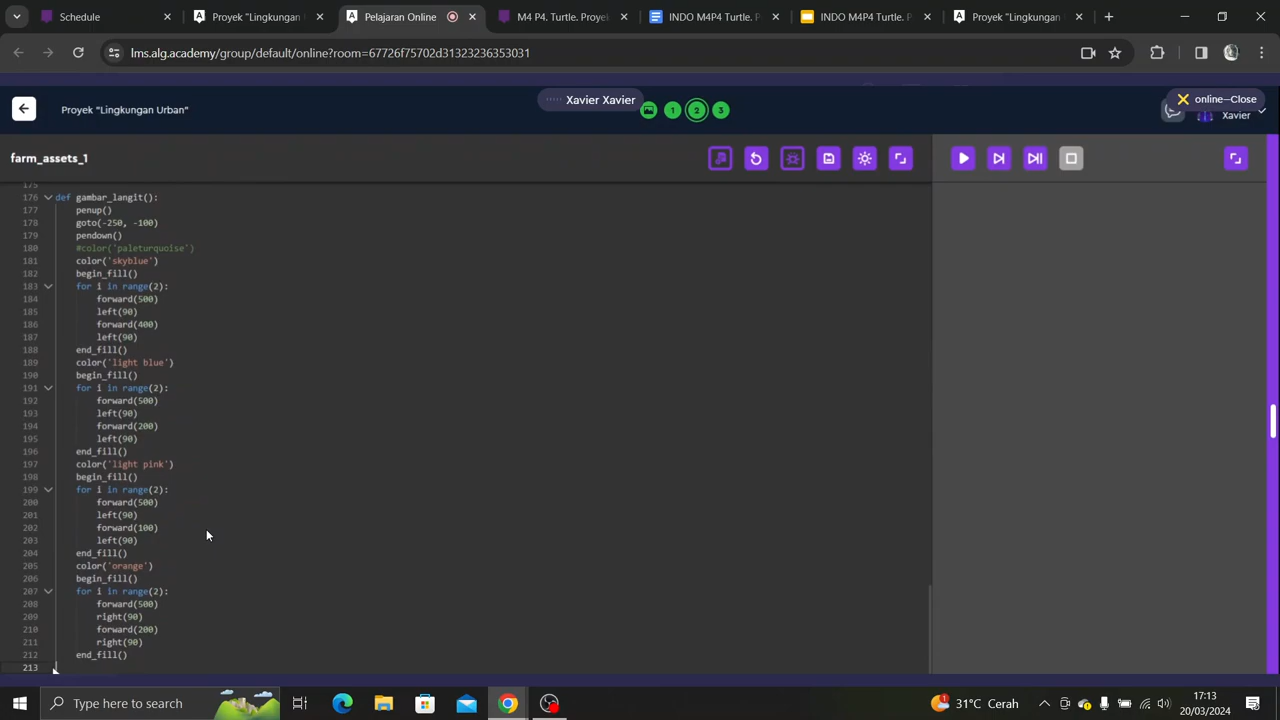 Schedule
Proyek "Lingkungan
Pelajaran Online
M4 P4. Turtle. Proye
INDO M4P4 Turtle. P
INDO M4P4 Turtle. P
Proyek "Lingkungan
lms.alg.academy/group/default/online?room=67726f75702d31323236353031
Proyek "Lingkungan Urban"
Xavier Xavier
1
2
3
online—Close
Xavier
farm_assets_1
175
176 def gambar_langit():
177 penup()
178 goto(-250, -100)
179 pendown()
180 #color('paleturquoise')
181 color('skyblue')
182 begin_fill()
183 for i in range(2):
184 forward(500)
185 left(90)
186 forward(400)
187 left(90)
188 end_fill()
189 color('light blue')
190 begin_fill()
191 for i in range(2):
192 forward(500)
193 left(90)
194 forward(200)
195 left(90)
196 end_fill()
197 color('light pink')
198 begin_fill()
199 for i in range(2):
200 forward(500)
201 left(90)
202 forward(100)
203 left(90)
204 end_fill()
205 color('orange')
206 begin_fill()
207 for i in range(2):
208 forward(500)
209 right(90)
210 forward(200)
211 right(90)
212 end_fill()
213
Type here to search
1
31°C Cerah
17:13
20/03/2024